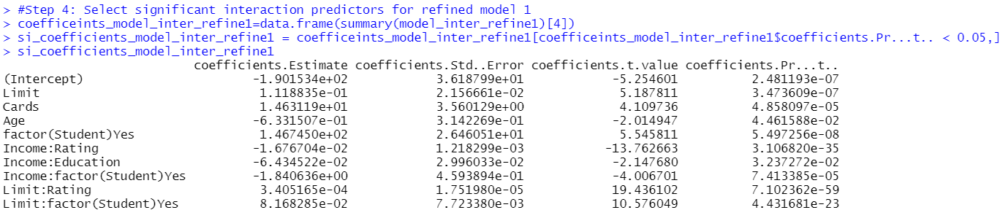 > #Step 4: Select significant interaction predictors for refined model 1
> coefficeints_model_inter_refine1=data.frame(summary(model_inter_refine1)[4])
> si_coefficients_model_inter_refine1 = coefficeints_model_inter_refine1[coefficeints_model_inter_refine1$coefficients.Pr...t.. < 0.05,]
> si_coefficients_model_inter_refine1
coefficients.Estimate coefficients.Std..Error coefficients.t.value coefficients.Pr...t..
(Intercept) -1.901534e+02 3.618799e+01 -5.254601 2.481193e-07
Limit 1.118835e-01 2.156661e-02 5.187811 3.473609e-07
Cards 1.463119e+01 3.560129e+00 4.109736 4.858097e-05
Age -6.331507e-01 3.142269e-01 -2.014947 4.461588e-02
factor(Student)Yes 1.467450e+02 2.646051e+01 5.545811 5.497256e-08
Income:Rating -1.676704e-02 1.218299e-03 -13.762663 3.106820e-35
Income:Education -6.434522e-02 2.996033e-02 -2.147680 3.237272e-02
Income:factor(Student)Yes -1.840636e+00 4.593894e-01 -4.006701 7.413385e-05
Limit:Rating 3.405165e-04 1.751980e-05 19.436102 7.102362e-59
Limit:factor(Student)Yes 8.168285e-02 7.723380e-03 10.576049 4.431681e-23